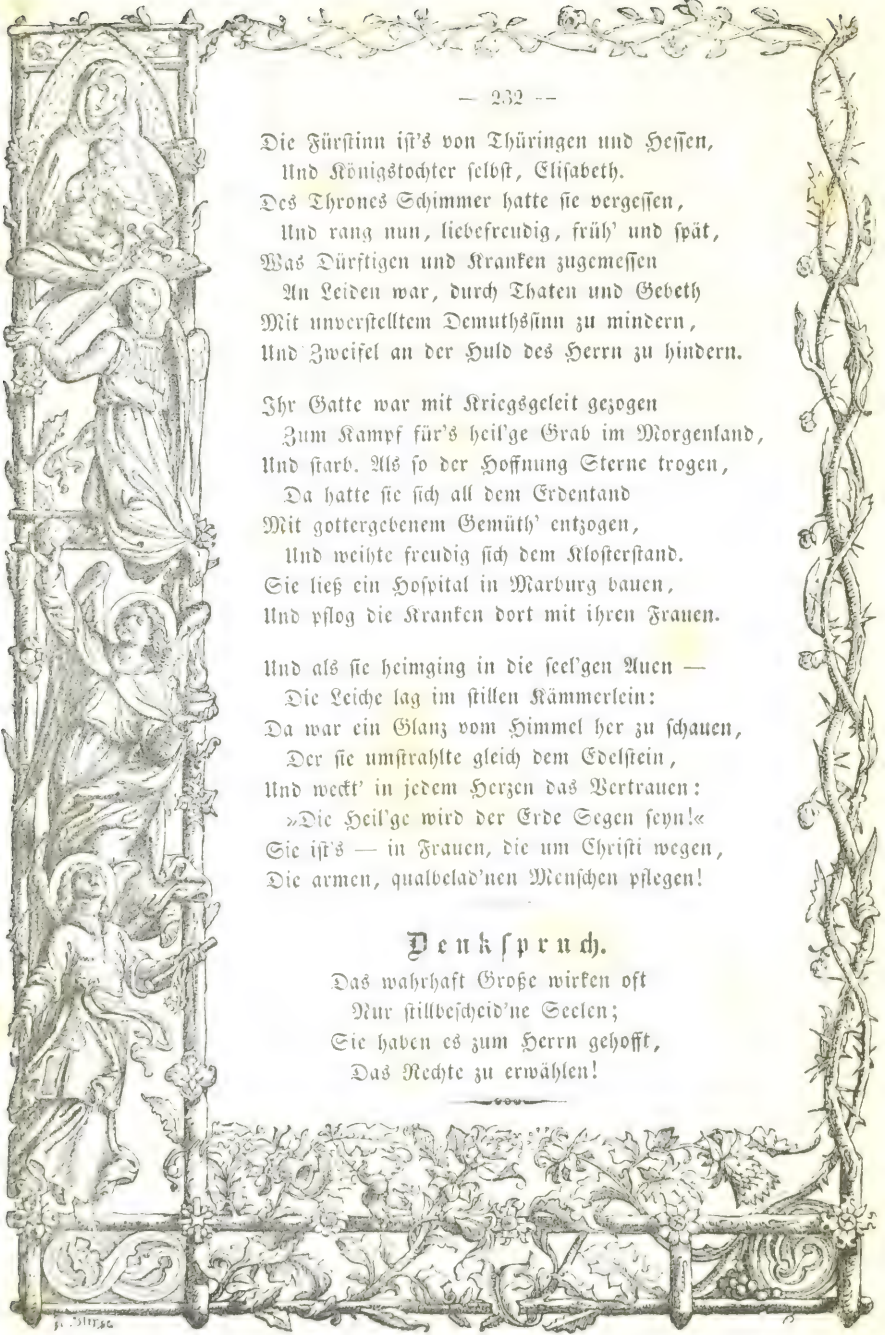 — 232 —
Die Fürstinn ist's von Thüringen und Hessen,
Und Königstochter selbst, Elisabeth.
Des Thrones Schimmer hatte sie vergessen,
Und rang nun, liebefreudig, früh' und spät,
Was Dürftigen und Kranken zugemessen
An Leiden war, durch Thaten und Gebeth
Mit unverstelltem Demuthssinn zu mindern,
Und Zweifel an der Huld des Herrn zu hindern.
Ihr Gatte war mit Kriegsgeleit gezogen
Zum Kampf für's heil'ge Grab im Morgenland,
Und starb. Als so der Hoffnung Sterne trogen,
Da hatte sie sich all dem Erdentand
Mit gottergebenem Gemüth' entzogen,
Und weihte freudig sich dem Klosterstand.
Sie ließ ein Hospital in Marburg bauen,
Und pflog die Kranken dort mit ihren Frauen.
Und als sie heimging in die seel'gen Auen —
Die Leiche lag im stillen Kämmerlein:
Da war ein Glanz vom Himmel her zu schauen,
Der sie umstrahlte gleich dem Edelstein,
Und weckt' in jedem Herzen das Vertrauen:
»Die Heil'ge wird der Erde Segen seyn!«
Sie ist's — in Frauen, die um Christi wegen,
Die armen, qualbelad'nen Menschen pflegen!
Denkspruch.
Das wahrhaft Große wirken oft
Nur stillbescheid'ne Seelen;
Sie haben es zum Herrn gehofft,
Das Rechte zu erwählen!